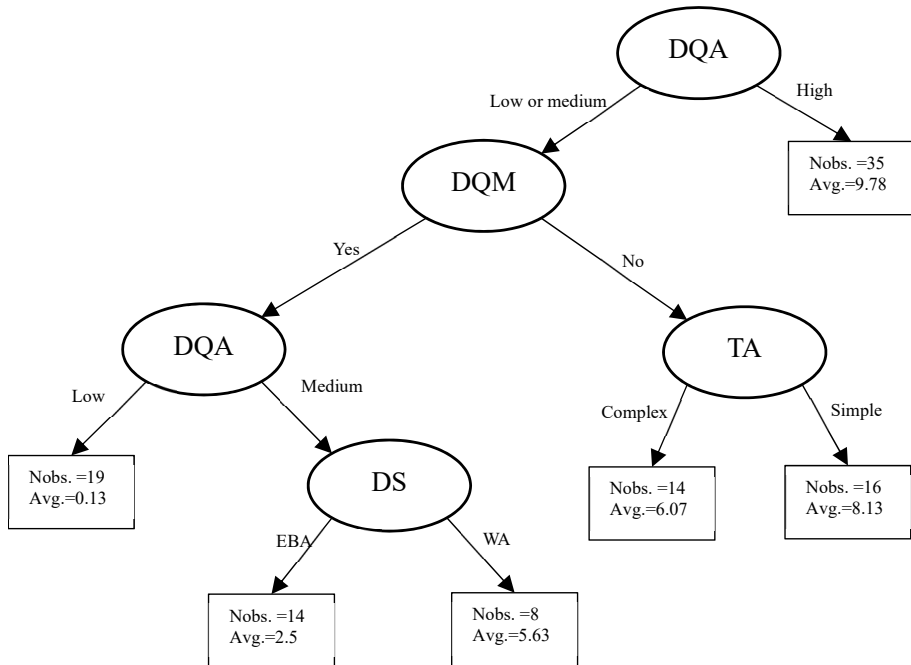 DQA
Low or medium
High
Nobs. =35
Avg.=9.78
DQM
Yes
No
DQA
TA
Low
Medium
Complex
Simple
Nobs. =19
Avg.=0.13
DS
Nobs. =14
Avg.=6.07
Nobs. =16
Avg.=8.13
EBA
WA
Nobs. =14
Avg.=2.5
Nobs. =8
Avg.=5.63